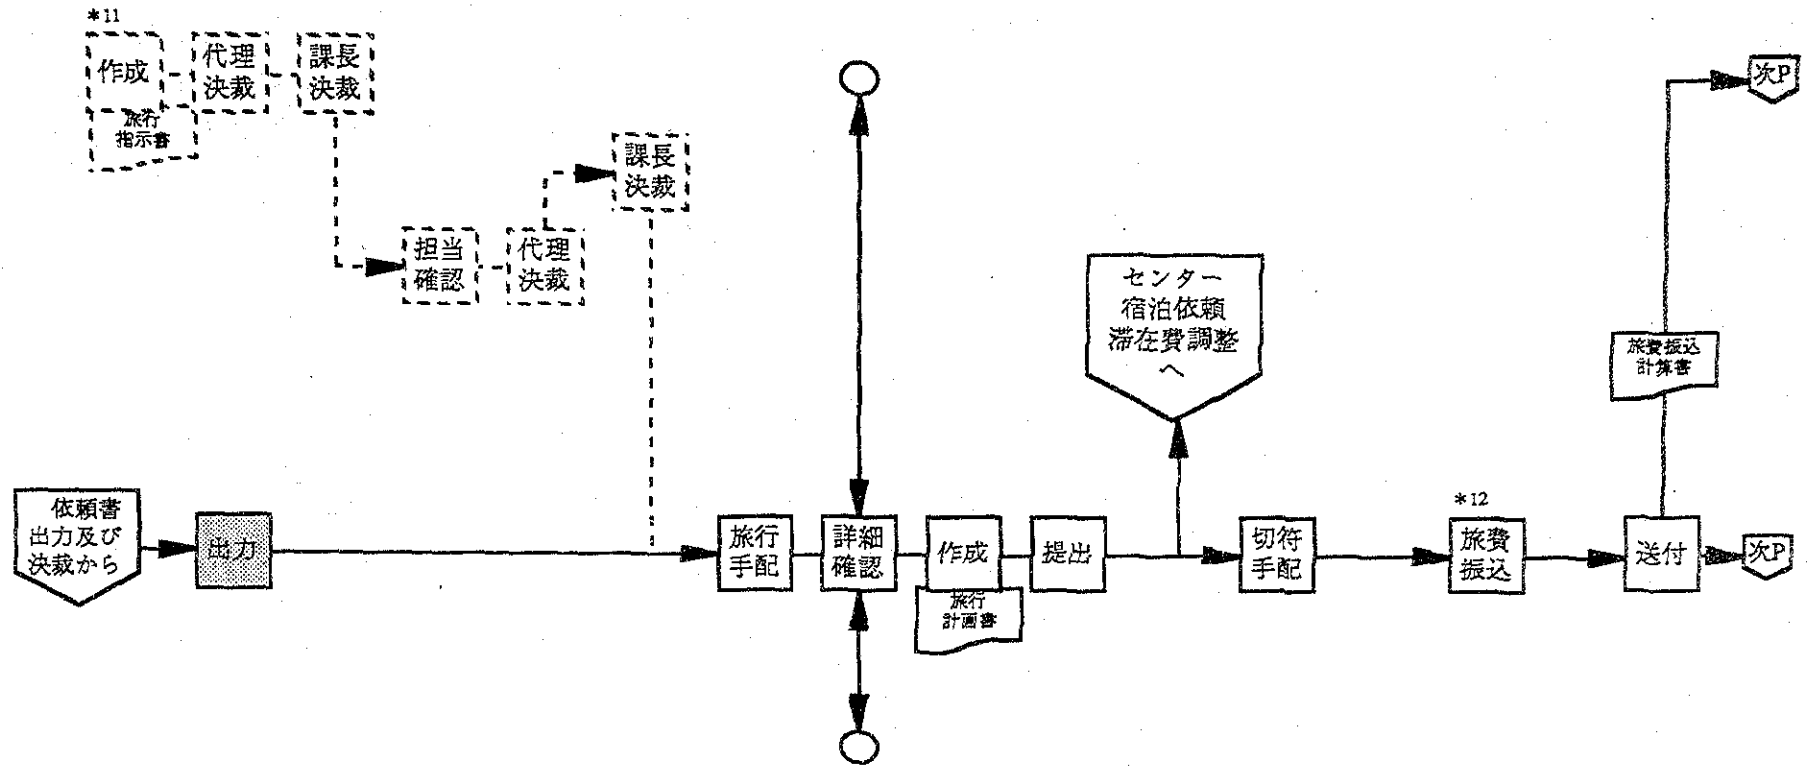 *11
作成
旅行
指示書
代理
決裁
課長
決裁
担当
確認
代理
決裁
課長
決裁
次P
センター
宿泊依頼
滞在費調整
へ
旅費振込
計算書
依頼書
出力及び
決裁から
出力
旅行
手配
詳細
確認
作成
旅行
計画書
提出
切符
手配
*12
旅費
振込
送付
次P